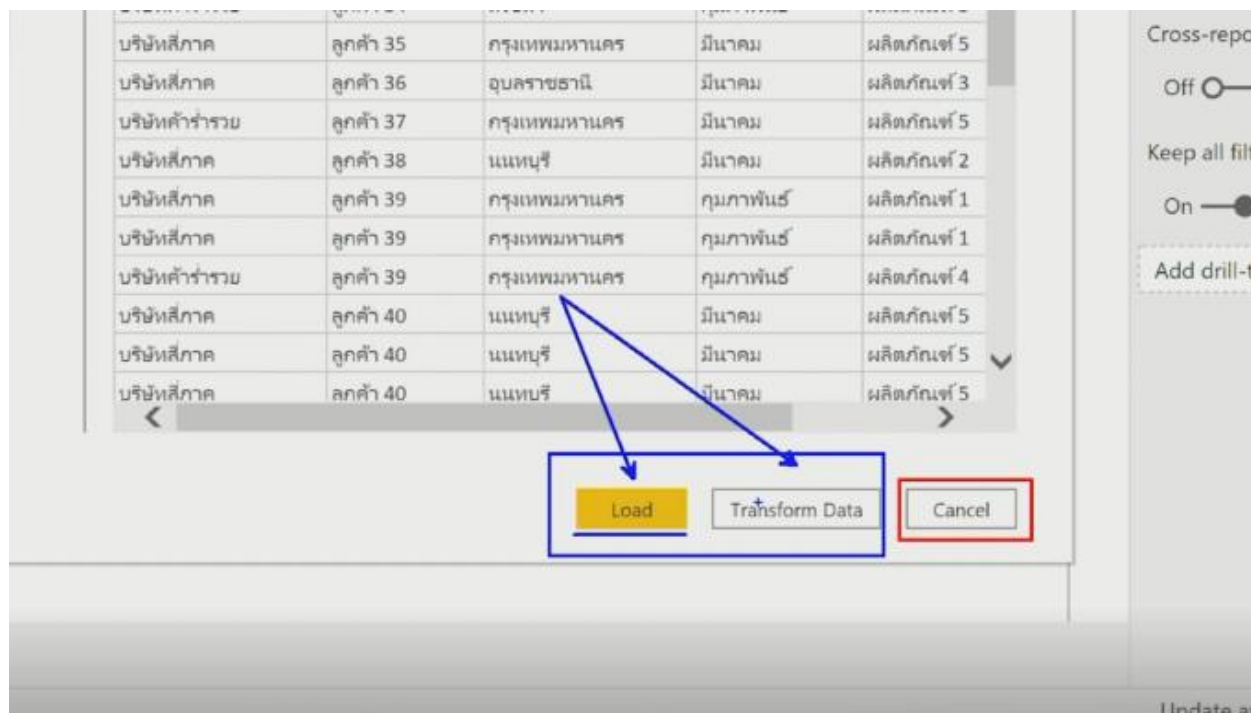 บริษัทสี่ภาค ลูกค้า 35 กรุงเทพมหานคร มีนาคม ผลิตภัณฑ์ 5
บริษัทสี่ภาค ลูกค้า 36 อุบลราชธานี มีนาคม ผลิตภัณฑ์ 3
บริษัทค้าร่ำรวย ลูกค้า 37 กรุงเทพมหานคร มีนาคม ผลิตภัณฑ์ 5
บริษัทสี่ภาค ลูกค้า 38 นนทบุรี มีนาคม ผลิตภัณฑ์ 2
บริษัทสี่ภาค ลูกค้า 39 กรุงเทพมหานคร กุมภาพันธ์ ผลิตภัณฑ์ 1
บริษัทสี่ภาค ลูกค้า 39 กรุงเทพมหานคร กุมภาพันธ์ ผลิตภัณฑ์ 1
บริษัทค้าร่ำรวย ลูกค้า 39 กรุงเทพมหานคร กุมภาพันธ์ ผลิตภัณฑ์ 4
บริษัทสี่ภาค ลูกค้า 40 นนทบุรี มีนาคม ผลิตภัณฑ์ 5
บริษัทสี่ภาค ลูกค้า 40 นนทบุรี มีนาคม ผลิตภัณฑ์ 5
บริษัทสี่ภาค ลูกค้า 40 นนทบุรี มีนาคม ผลิตภัณฑ์ 5
Load Transform Data Cancel
Cross-repo
Off
Keep all filt
On
Add drill-t
Update a